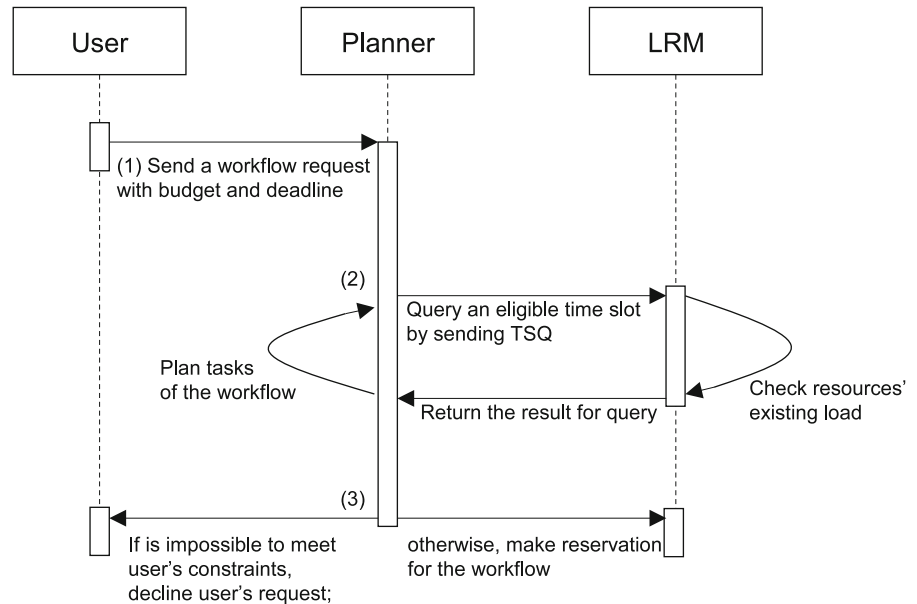 User
Planner
LRM
(1) Send a workflow request
with budget and deadline
(2)
Query an eligible time slot
by sending TSQ
Plan tasks
of the workflow
Check resources'
existing load
Return the result for query
(3)
If is impossible to meet
user's constraints,
decline user's request;
otherwise, make reservation
for the workflow